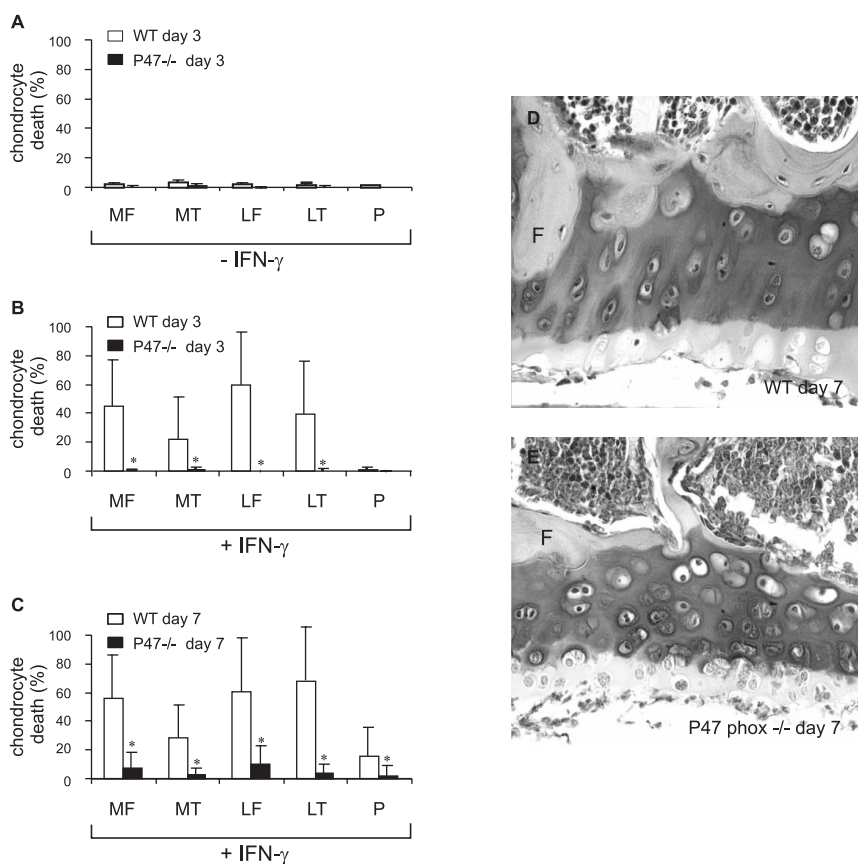 A
WT day 3
P47-/- day 3
chondrocyte
death (%)
100
80
60
40
20
0
MF MT LF LT P
- IFN-γ
B
WT day 3
P47-/- day 3
chondrocyte
death (%)
100
80
60
40
20
0
* * * *
MF MT LF LT P
+ IFN-γ
C
WT day 7
P47-/- day 7
chondrocyte
death (%)
100
80
60
40
20
0
* * * * *
MF MT LF LT P
+ IFN-γ
D
F
WT day 7
E
F
P47 phox -/- day 7